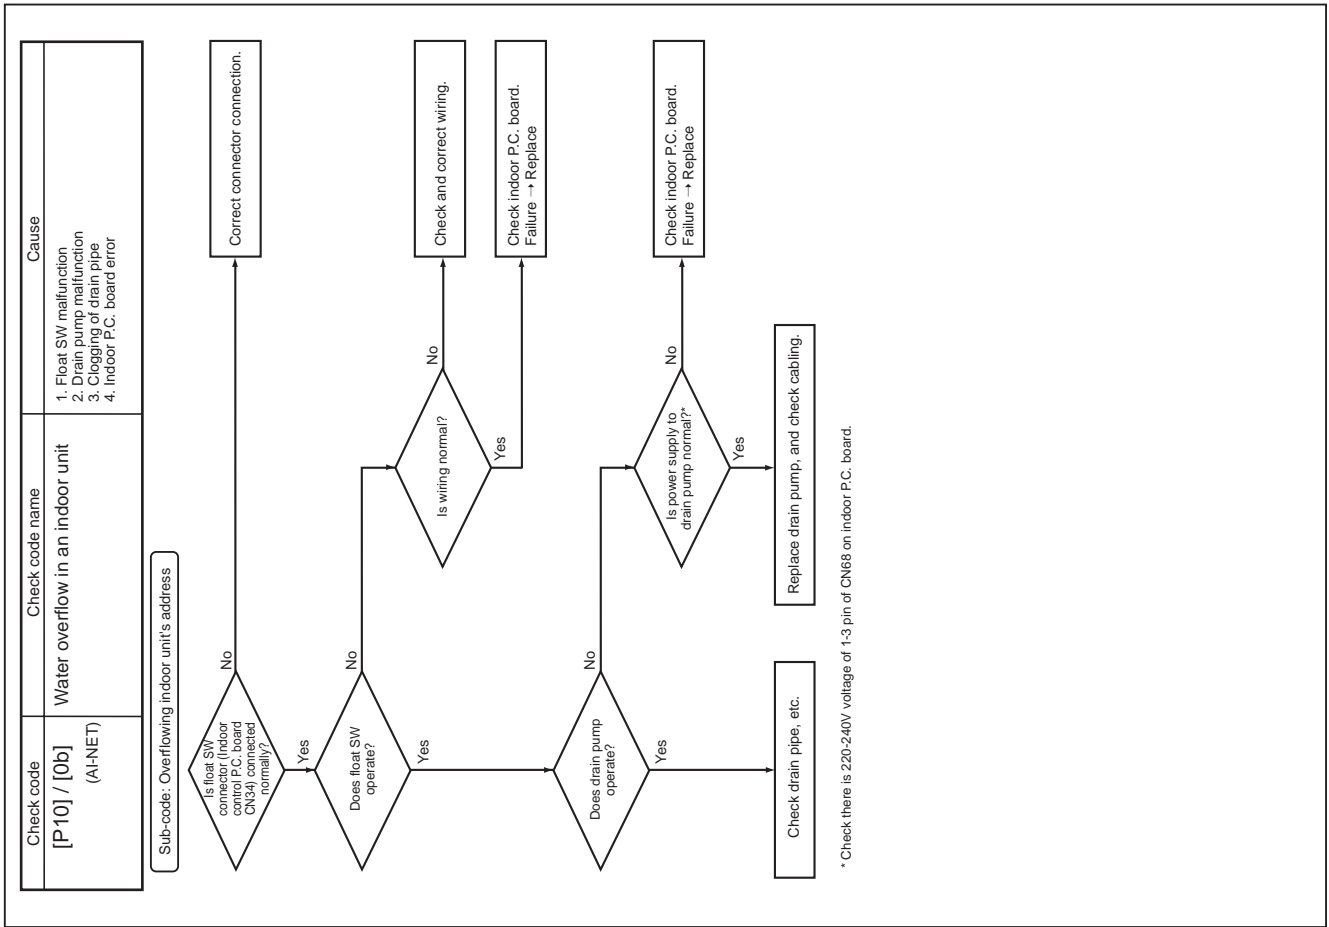 Check code
Check code name
Cause
[P10] / [0b]
(AI-NET)
Water overflow in an indoor unit
1. Float SW malfunction
2. Drain pump malfunction
3. Clogging of drain pipe
4. Indoor P.C. board error
Sub-code: Overflowing indoor unit's address
Is float SW
connector (Indoor
control P.C. board
CN34) connected
normally?
No
Correct connector connection.
Yes
Does float SW
operate?
No
Is wiring normal?
No
Check and correct wiring.
Yes
Check indoor P.C. board.
Failure → Replace
Yes
Does drain pump
operate?
No
Is power supply to
drain pump normal?*
No
Check indoor P.C. board.
Failure → Replace
Yes
Replace drain pump, and check cabling.
Yes
Check drain pipe, etc.
* Check there is 220-240V voltage of 1-3 pin of CN68 on indoor P.C. board.